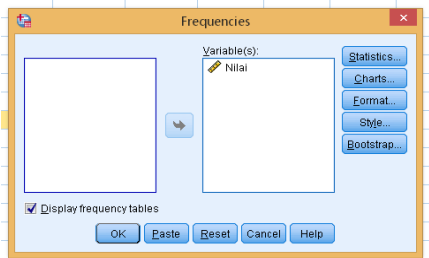 Frequencies
Variable(s):
Nilai
Statistics...
Charts...
Format...
Style...
Bootstrap...
Display frequency tables
OK Paste Reset Cancel Help